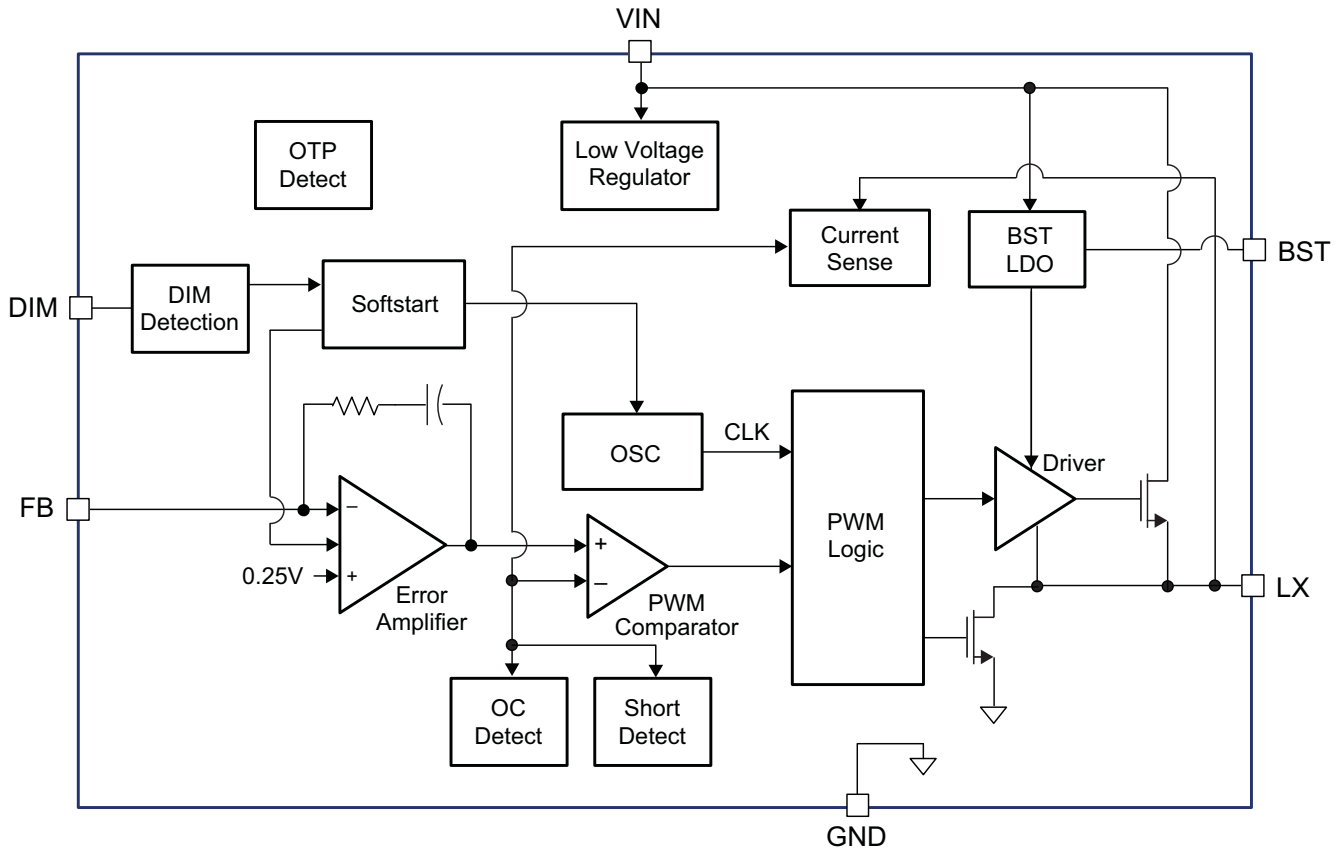 VIN
OTP
Detect
Low Voltage
Regulator
Current
Sense
BST
LDO
BST
DIM
DIM
Detection
Softstart
OSC
CLK
PWM
Logic
Driver
FB
−
+
0.25V
Error
Amplifier
+
−
PWM
Comparator
LX
OC
Detect
Short
Detect
GND